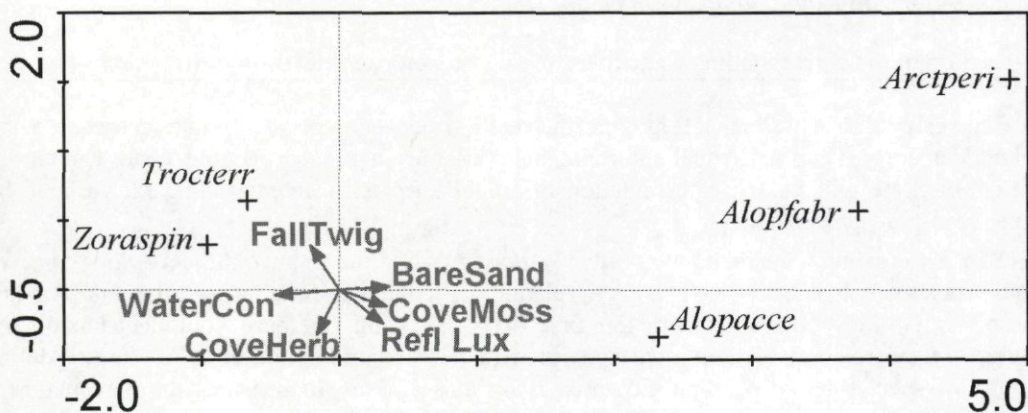 2.0
Arctperi
Trocterr
Alopfabr
Zoraspin
FallTwig
BareSand
WaterCon
CoveMoss
Alopacce
CoveHerb
Refl Lux
-0.5
-2.0
5.0